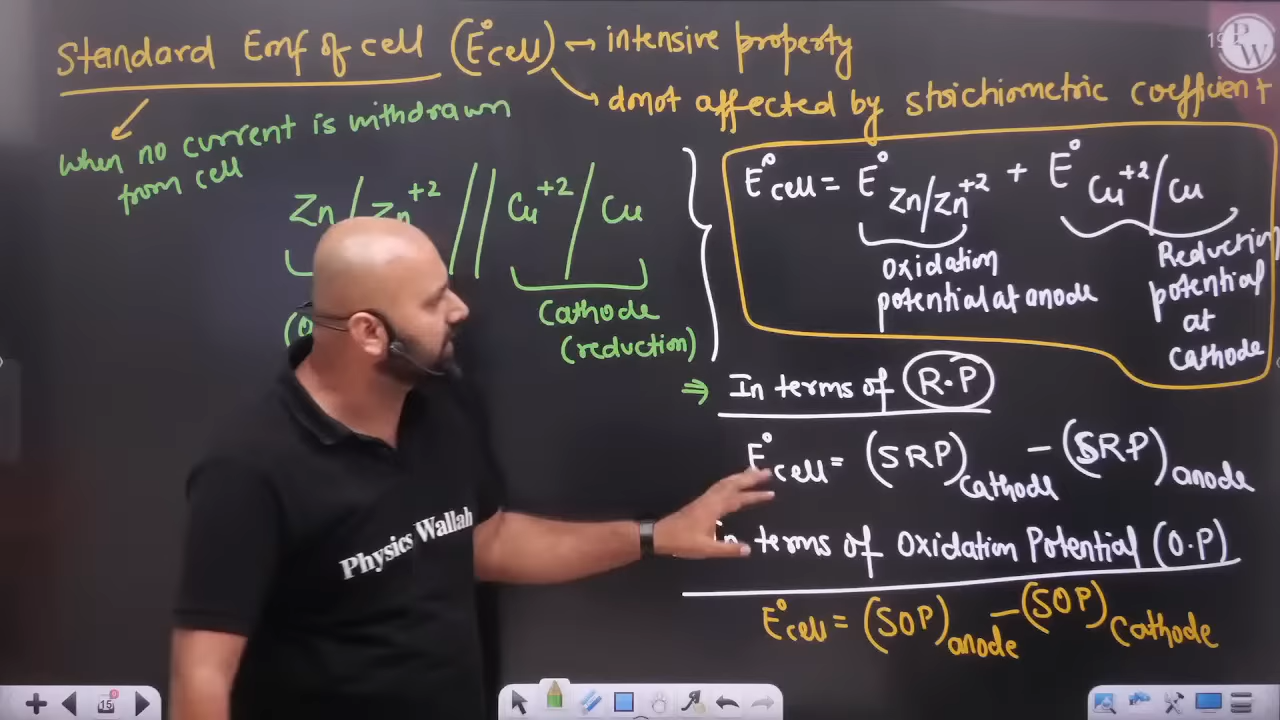 Standard Emf of cell (E°cell) → intensive property
→ donot affected by stoichiometric coefficient
when no current is withdrawn
from cell
Zn / Zn+2 // Cu+2 / Cu
Cathode
(reduction)
E°cell = E° Zn/Zn+2 + E° Cu+2/Cu
Oxidation
potential at anode
Reduction
potential
at
cathode
⇒ In terms of R.P
E°cell = (SRP)cathode - (SRP)anode
In terms of Oxidation Potential (O.P)
E°cell = (SOP)anode - (SOP)cathode
Physics Wallah
PW
15